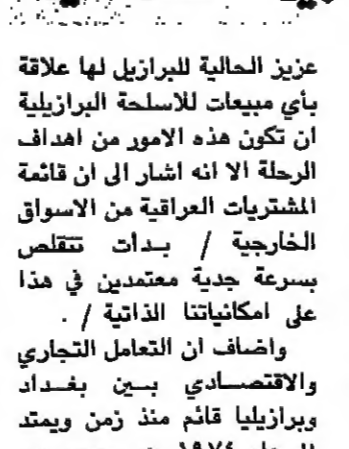 عزيز الحالية للبرازيل لها علاقة
بأي مبيعات للاسلحة البرازيلية
ان تكون هذه الامور من اهداف
الرحلة الا انه اشار الى ان قائمة
المشتريات العراقية من الاسواق
الخارجية / بدأت تتقلص
بسرعة جدية معتمدين في هذا
على امكانياتنا الذاتية / .
واضاف ان التعامل التجاري
والاقتصادي بين بغداد
وبرازيليا قائم منذ زمن ويمتد
١٩٧٤